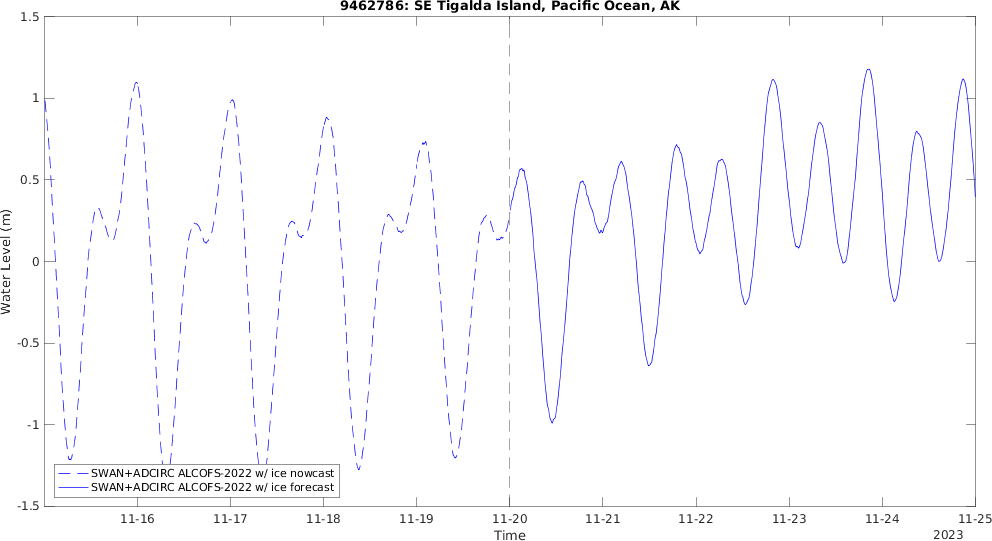 9462786: SE Tigalda Island, Pacific Ocean, AK
1.5
1
0.5
0
-0.5
-1
-1.5
Water Level (m)
SWAN+ADCIRC ALCOFS-2022 w/ ice nowcast
SWAN+ADCIRC ALCOFS-2022 w/ ice forecast
11-16 11-17 11-18 11-19 11-20 11-21 11-22 11-23 11-24 11-25
Time
2023